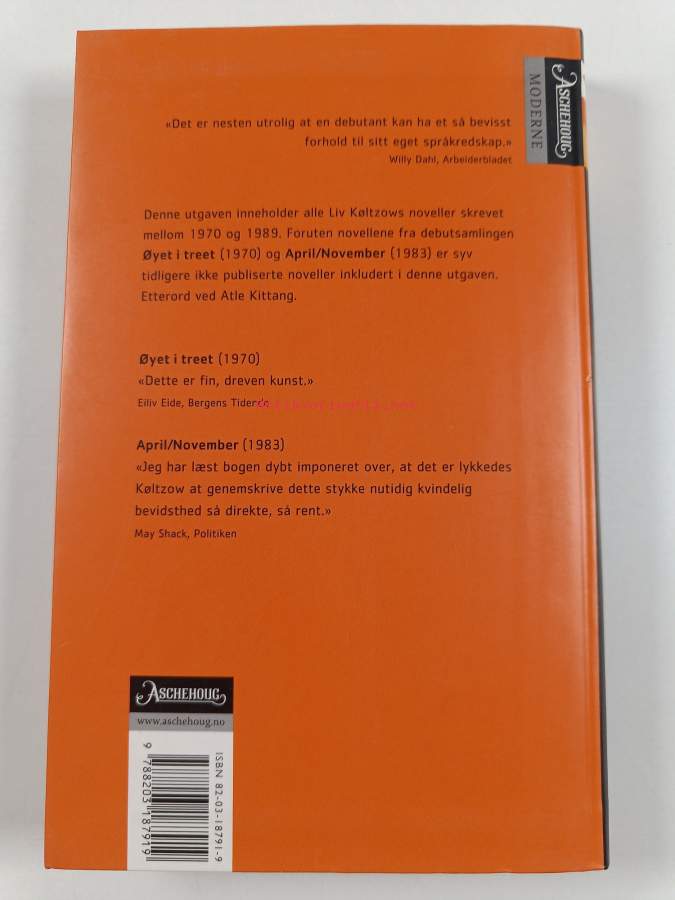 ASCHEHOUG
MODERNE
«Det er nesten utrolig at en debutant kan ha et så bevisst
forhold til sitt eget språkredskap.»
Willy Dahl, Arbeiderbladet
Denne utgaven inneholder alle Liv Køltzows noveller skrevet
mellom 1970 og 1989. Foruten novellene fra debutsamlingen
Øyet i treet (1970) og April/November (1983) er syv
tidligere ikke publiserte noveller inkludert i denne utgaven.
Etterord ved Atle Kittang.
Øyet i treet (1970)
«Dette er fin, dreven kunst.»
Eiliv Eide, Bergens Tidende
April/November (1983)
«Jeg har læst bogen dybt imponeret over, at det er lykkedes
Køltzow at genemskrive dette stykke nutidig kvindelig
bevidsthed så direkte, så rent.»
May Shack, Politiken
ASCHEHOUG
www.aschehoug.no
ISBN 82-03-18791-9
9 788203 187919